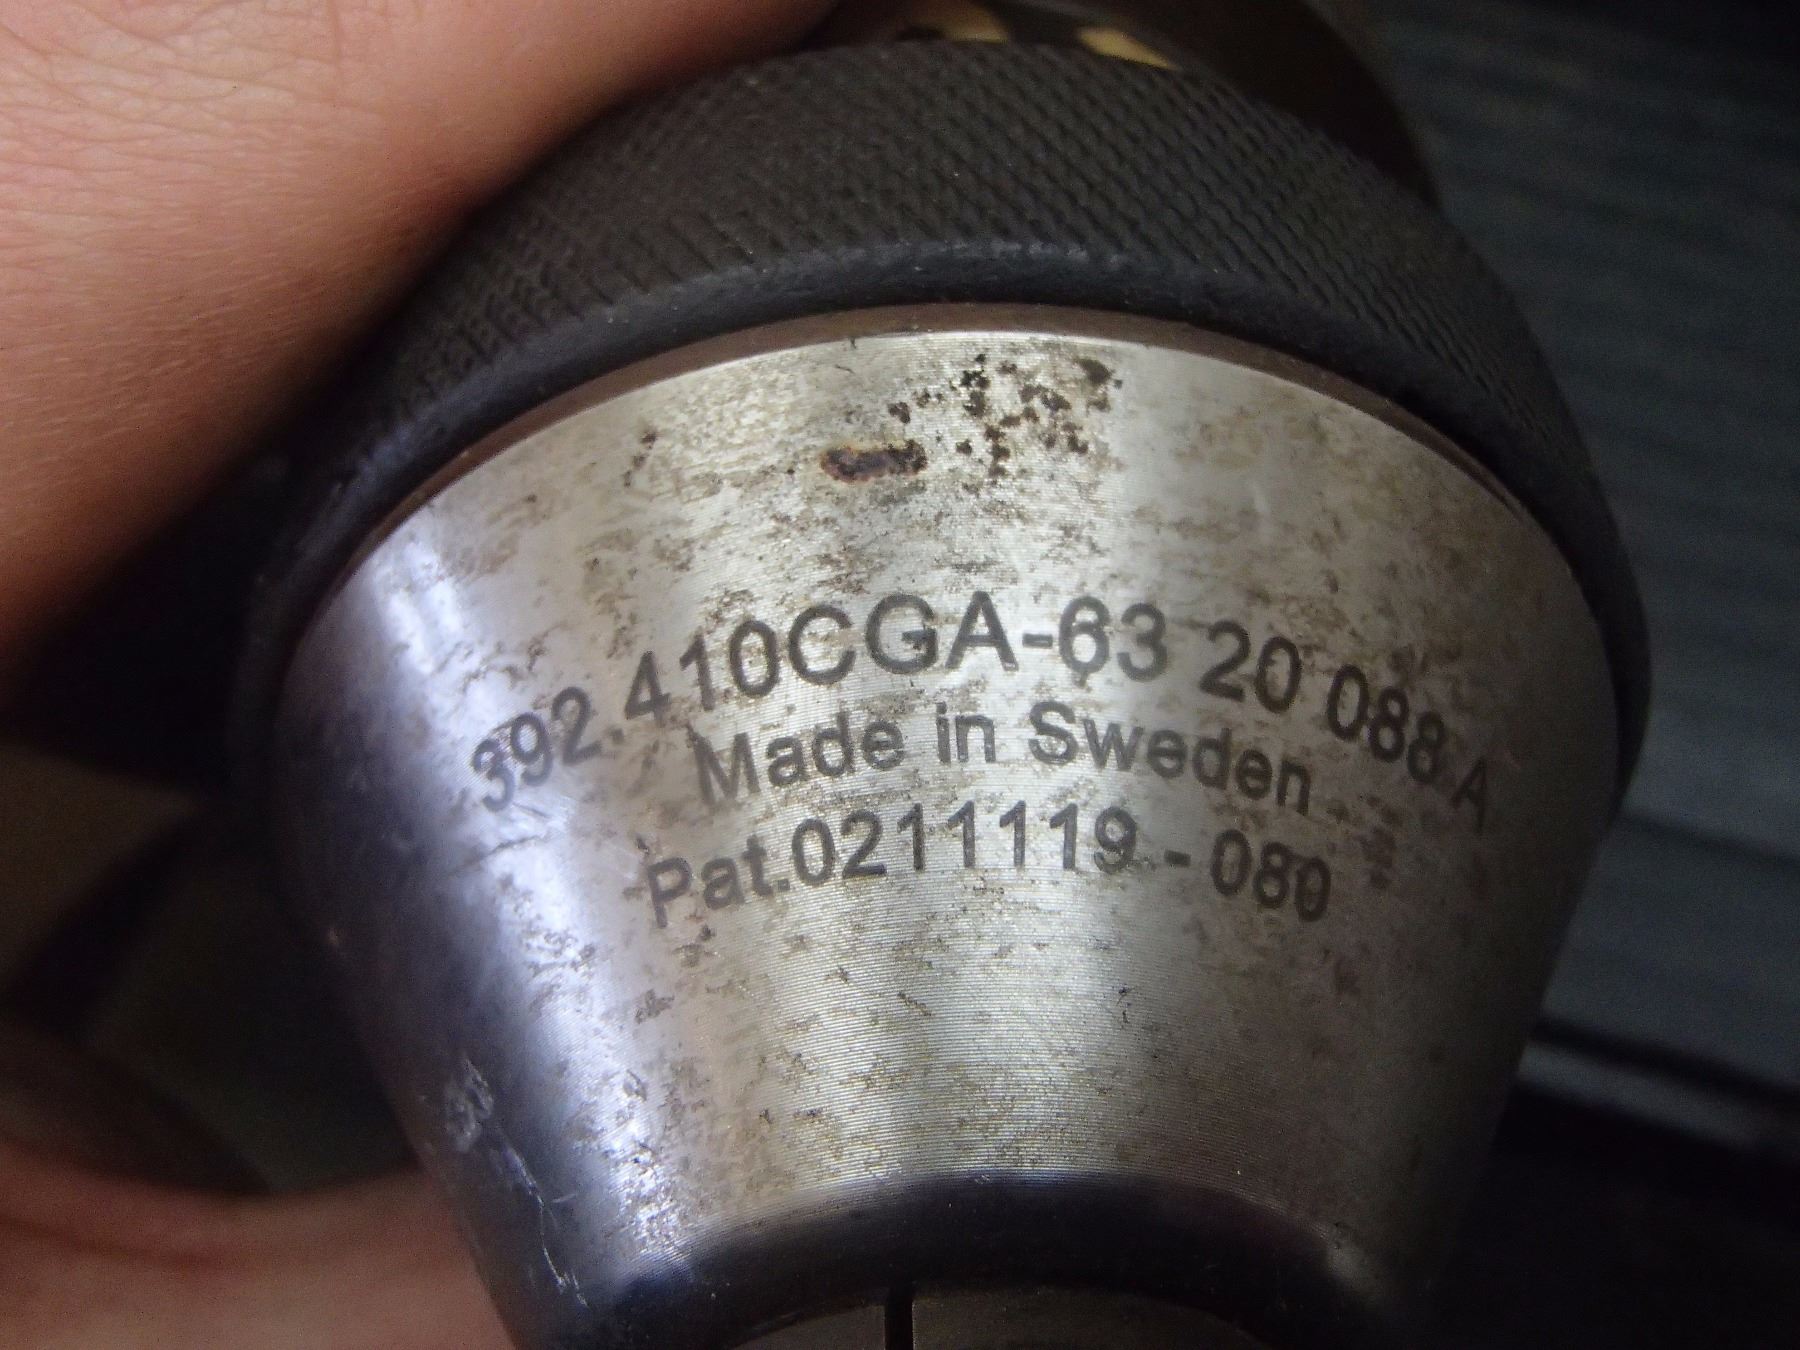 392.410CGA-63 20 088 A
Made in Sweden
Pat.0211119 - 080